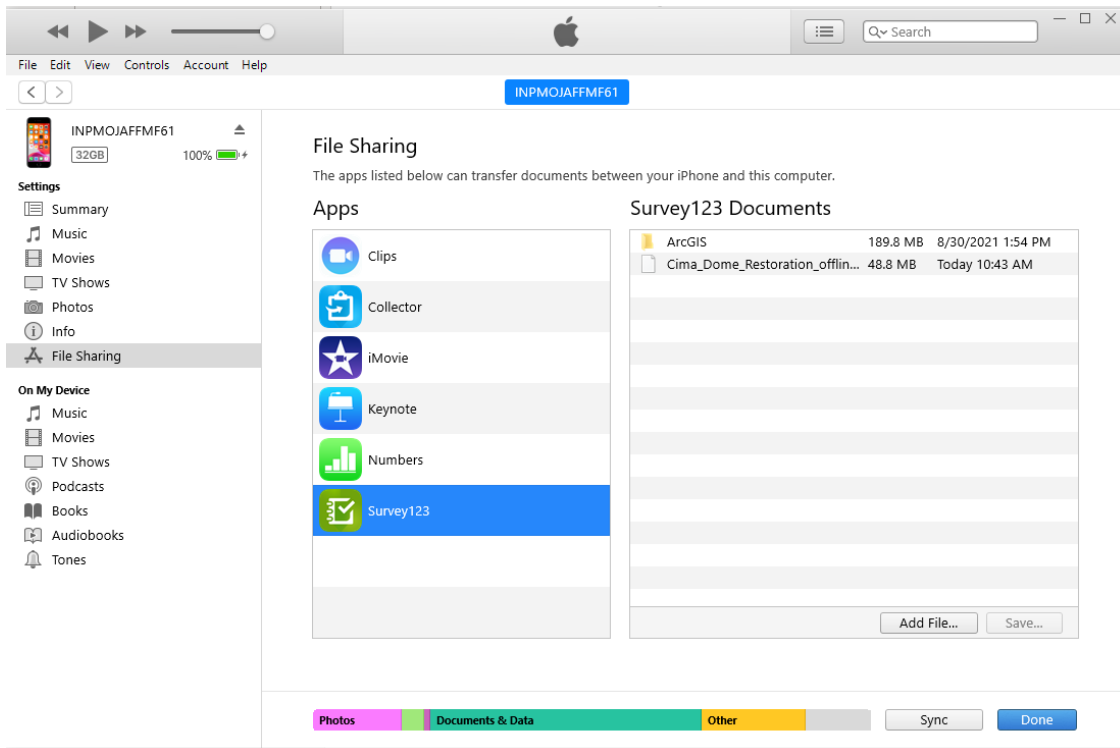 Search
File Edit View Controls Account Help
INPMOJAFFMF61
INPMOJAFFMF61
32GB 100%
Settings
Summary
Music
Movies
TV Shows
Photos
Info
File Sharing
On My Device
Music
Movies
TV Shows
Podcasts
Books
Audiobooks
Tones
File Sharing
The apps listed below can transfer documents between your iPhone and this computer.
Apps
Clips
Collector
iMovie
Keynote
Numbers
Survey123
Survey123 Documents
ArcGIS 189.8 MB 8/30/2021 1:54 PM
Cima_Dome_Restoration_offlin... 48.8 MB Today 10:43 AM
Add File... Save...
Photos Documents & Data Other Sync Done